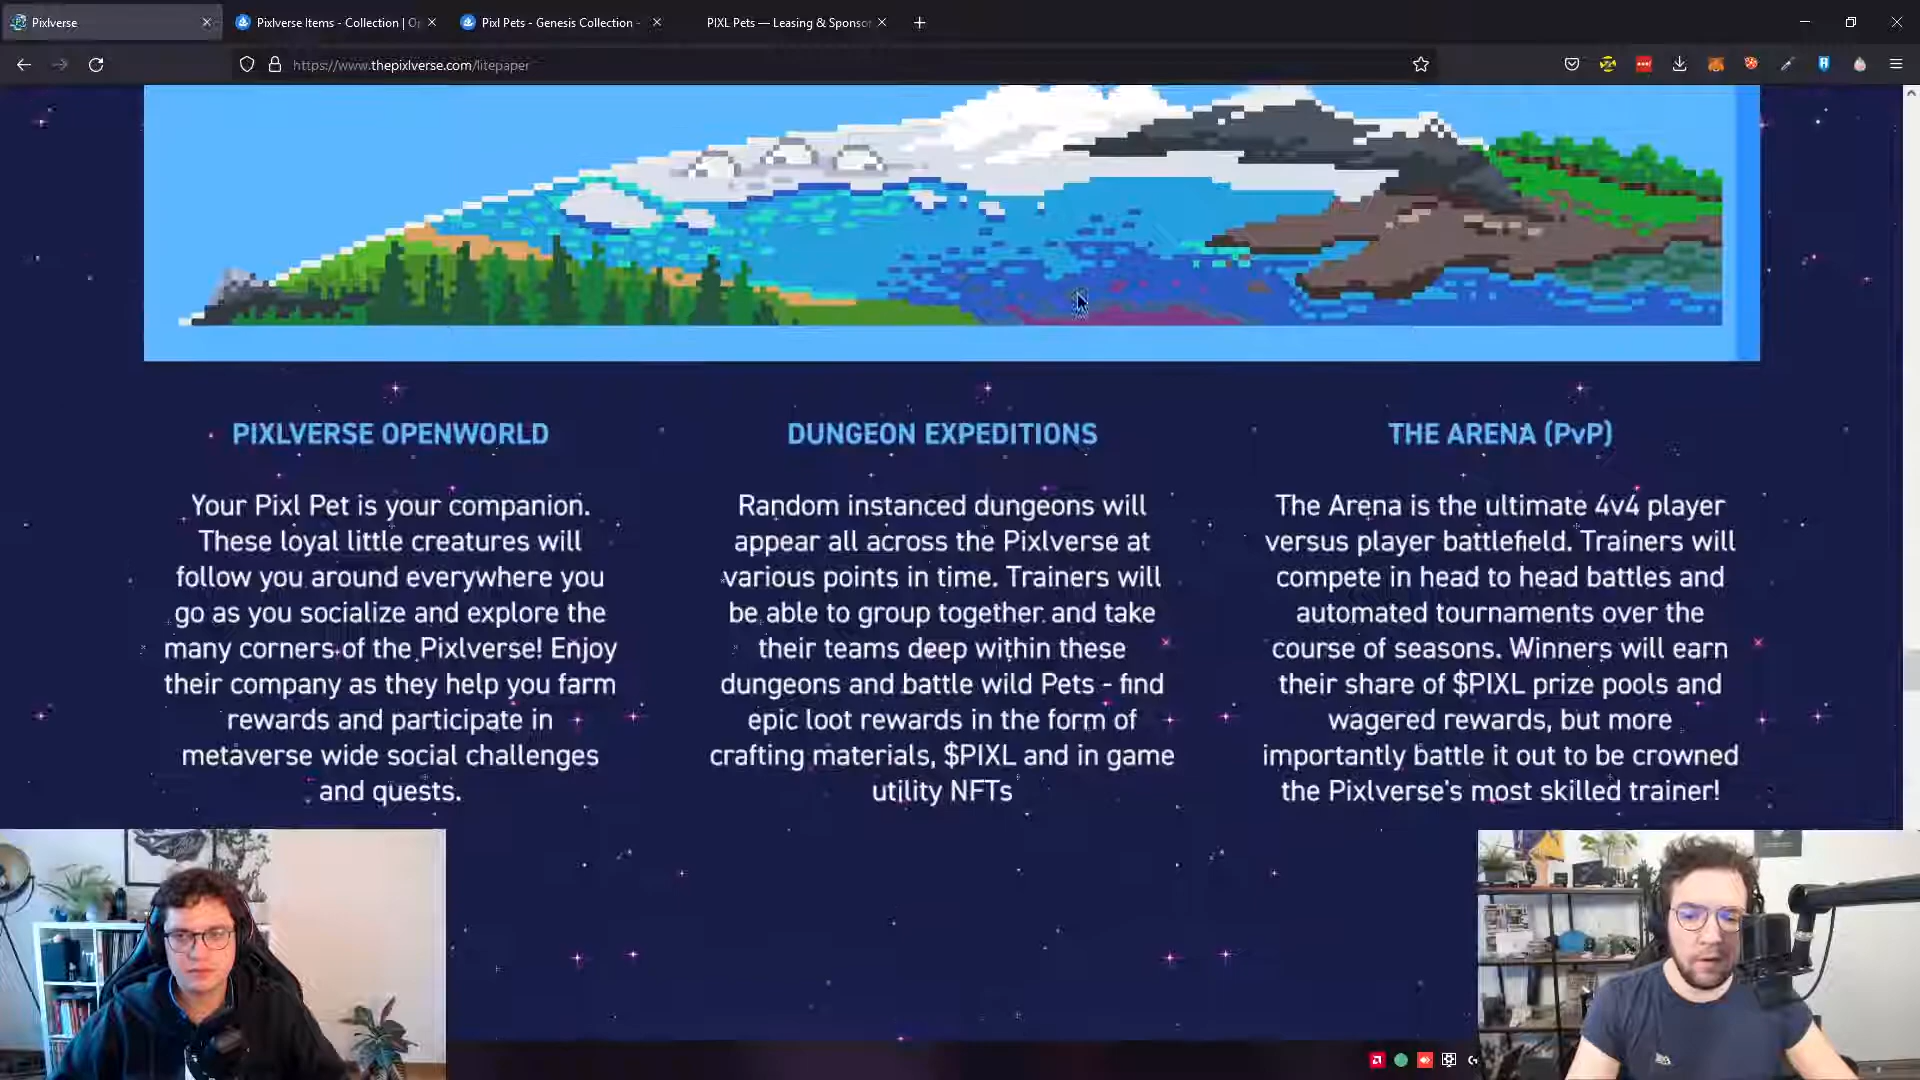 Pixlverse
Pixlverse Items - Collection | Op
Pixl Pets - Genesis Collection -
PIXL Pets — Leasing & Sponsor
https://www.thepixlverse.com/litepaper
PIXLVERSE OPENWORLD
Your Pixl Pet is your companion.
These loyal little creatures will
follow you around everywhere you
go as you socialize and explore the
many corners of the Pixlverse! Enjoy
their company as they help you farm
rewards and participate in
metaverse wide social challenges
and quests.
DUNGEON EXPEDITIONS
Random instanced dungeons will
appear all across the Pixlverse at
various points in time. Trainers will
be able to group together and take
their teams deep within these
dungeons and battle wild Pets - find
epic loot rewards in the form of
crafting materials, $PIXL and in game
utility NFTs
THE ARENA (PvP)
The Arena is the ultimate 4v4 player
versus player battlefield. Trainers will
compete in head to head battles and
automated tournaments over the
course of seasons. Winners will earn
their share of $PIXL prize pools and
wagered rewards, but more
importantly battle it out to be crowned
the Pixlverse's most skilled trainer!